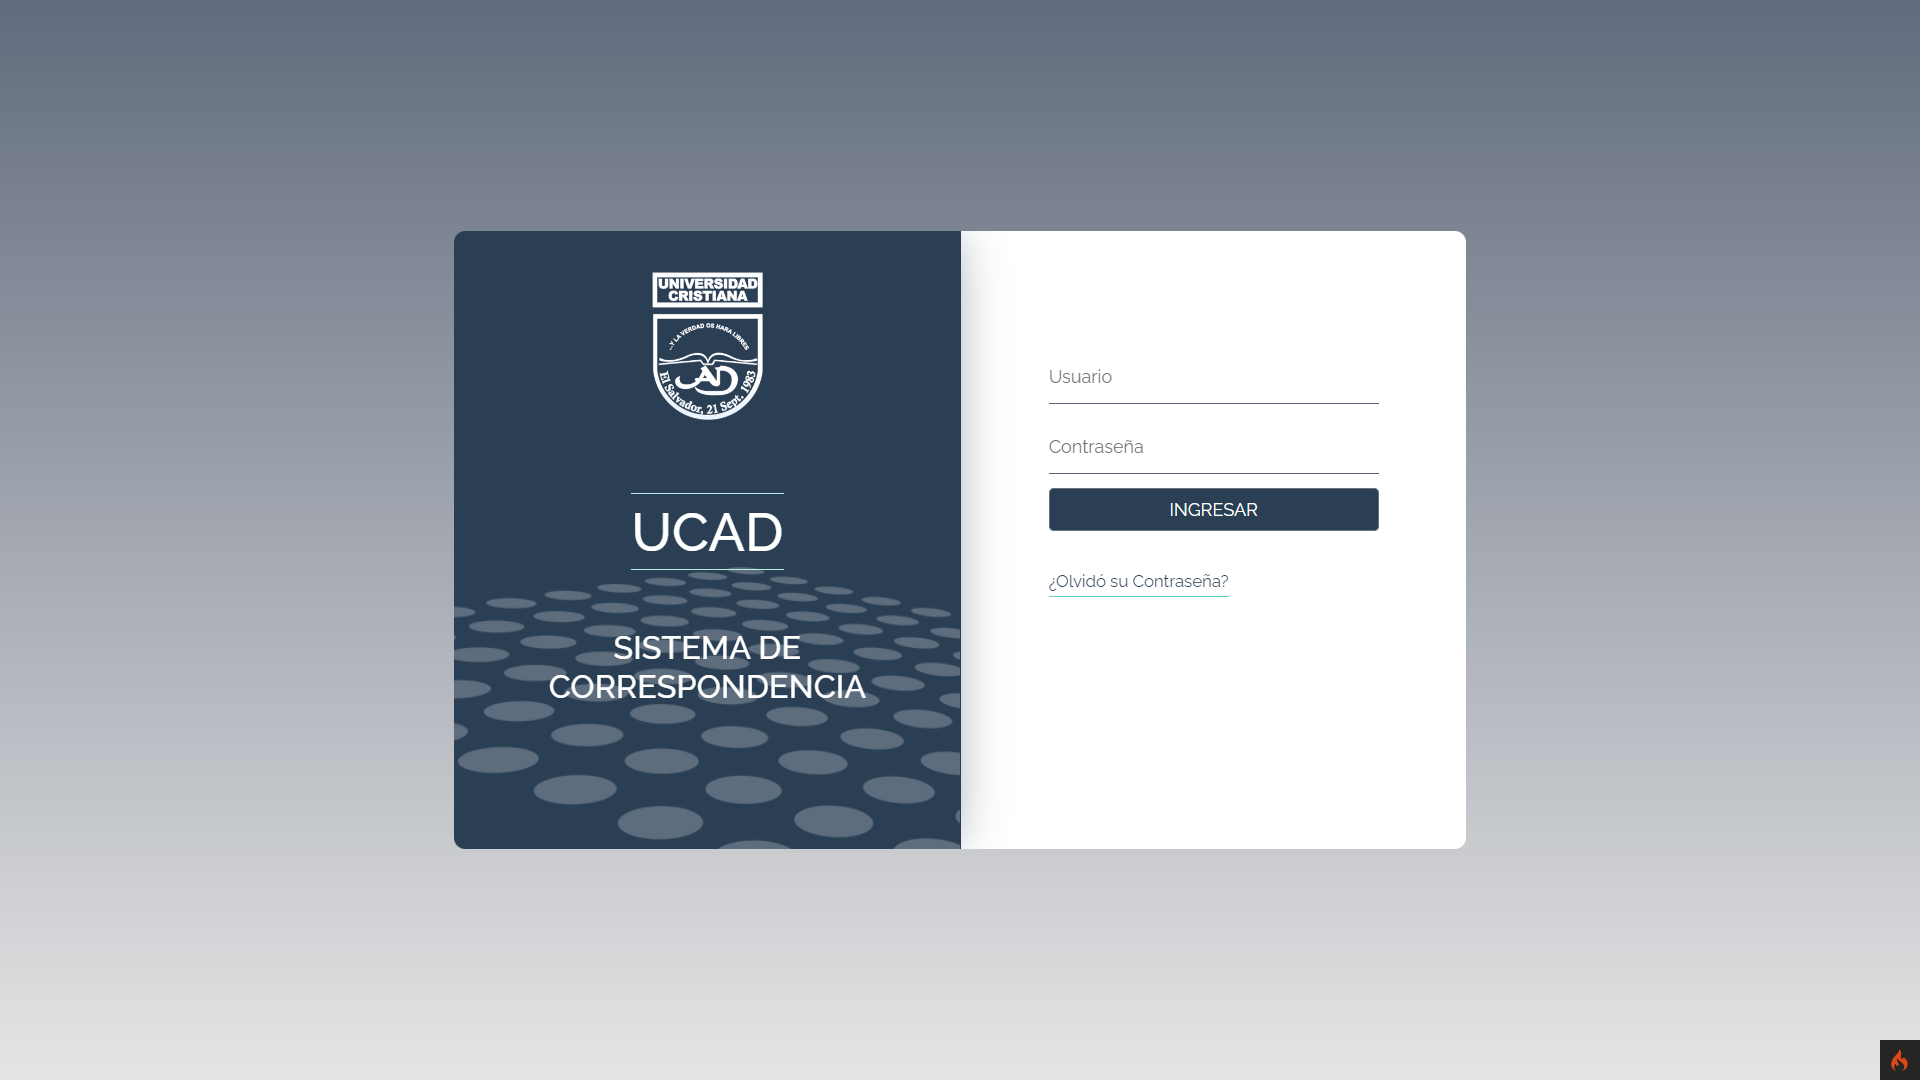 UNIVERSIDAD
CRISTIANA
...Y LA VERDAD OS HARA LIBRES
AD
El Salvador, 21 Sept. 1983
UCAD
SISTEMA DE
CORRESPONDENCIA
Usuario
Contraseña
INGRESAR
¿Olvidó su Contraseña?